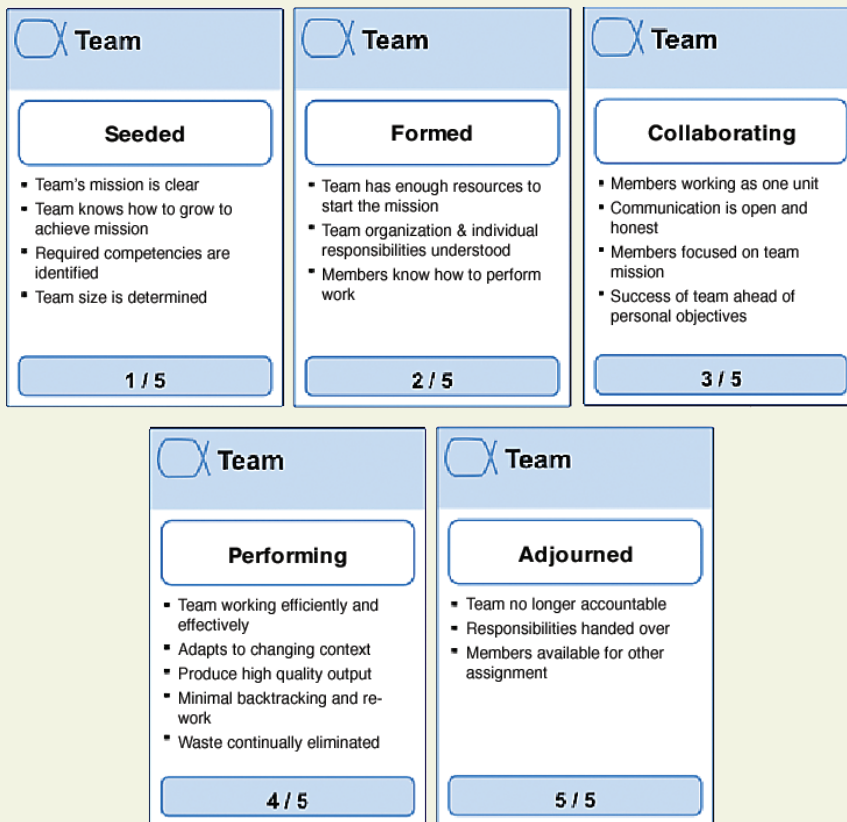 Team
Seeded
▪ Team's mission is clear
▪ Team knows how to grow to
achieve mission
▪ Required competencies are
identified
▪ Team size is determined
1 / 5
Team
Formed
▪ Team has enough resources to
start the mission
▪ Team organization & individual
responsibilities understood
▪ Members know how to perform
work
2 / 5
Team
Collaborating
▪ Members working as one unit
▪ Communication is open and
honest
▪ Members focused on team
mission
▪ Success of team ahead of
personal objectives
3 / 5
Team
Performing
▪ Team working efficiently and
effectively
▪ Adapts to changing context
▪ Produce high quality output
▪ Minimal backtracking and re-
work
▪ Waste continually eliminated
4 / 5
Team
Adjourned
▪ Team no longer accountable
▪ Responsibilities handed over
▪ Members available for other
assignment
5 / 5